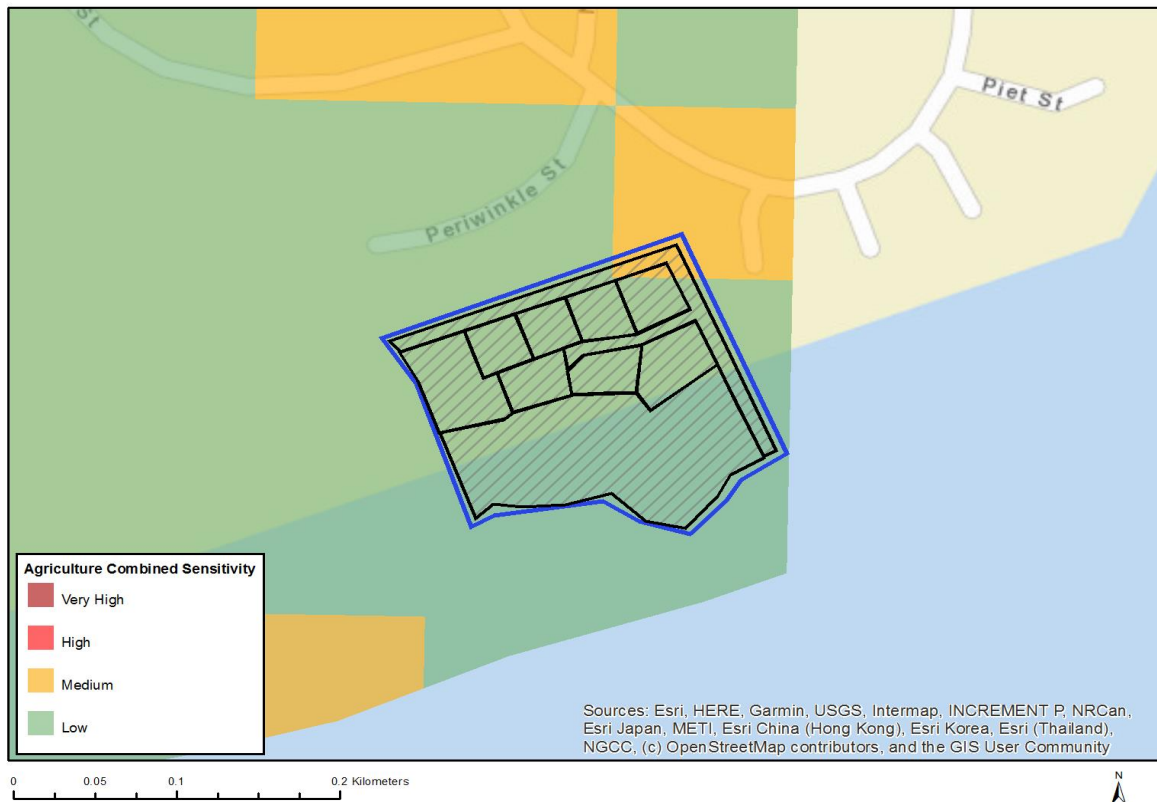 St
Piet St
Periwinkle St
Agriculture Combined Sensitivity
Very High
High
Medium
Low
Sources: Esri, HERE, Garmin, USGS, Intermap, INCREMENT P, NRCan,
Esri Japan, METI, Esri China (Hong Kong), Esri Korea, Esri (Thailand),
NGCC, (c) OpenStreetMap contributors, and the GIS User Community
0 0.05 0.1 0.2 Kilometers
N